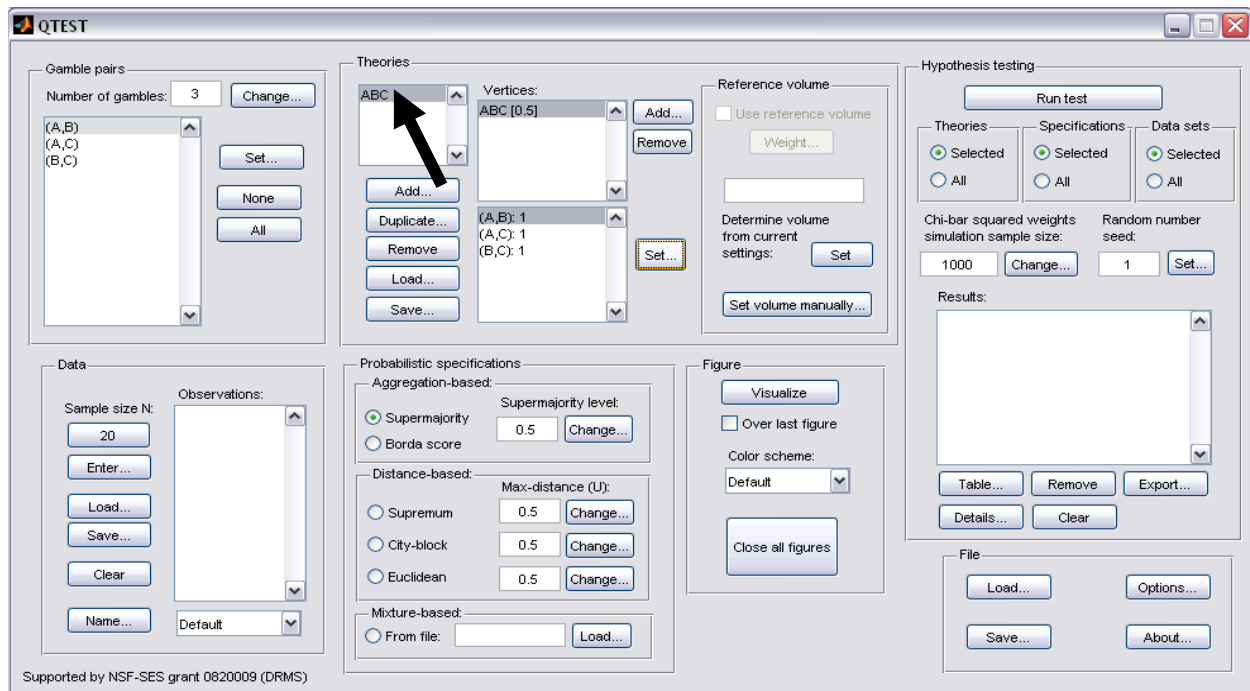 QTEST
Gamble pairs
Number of gambles: 3 Change...
(A,B)
(A,C)
(B,C)
Set...
None
All
Theories
ABC
Add...
Duplicate...
Remove
Load...
Save...
Vertices:
ABC [0.5]
Add...
Remove
(A,B): 1
(A,C): 1
(B,C): 1
Set...
Reference volume
Use reference volume
Weight...
Determine volume
from current
settings: Set
Set volume manually...
Hypothesis testing
Run test
Theories
Selected
All
Specifications
Selected
All
Data sets
Selected
All
Chi-bar squared weights
simulation sample size:
1000 Change...
Random number
seed:
1 Set...
Results:
Table... Remove Export...
Details... Clear
Data
Sample size N:
20
Enter...
Load...
Save...
Clear
Name...
Observations:
Default
Probabilistic specifications
Aggregation-based:
Supermajority
Borda score
Supermajority level:
0.5 Change...
Distance-based:
Max-distance (U):
Supremum 0.5 Change...
City-block 0.5 Change...
Euclidean 0.5 Change...
Mixture-based:
From file: Load...
Figure
Visualize
Over last figure
Color scheme:
Default
Close all figures
File
Load... Options...
Save... About...
Supported by NSF-SES grant 0820009 (DRMS)